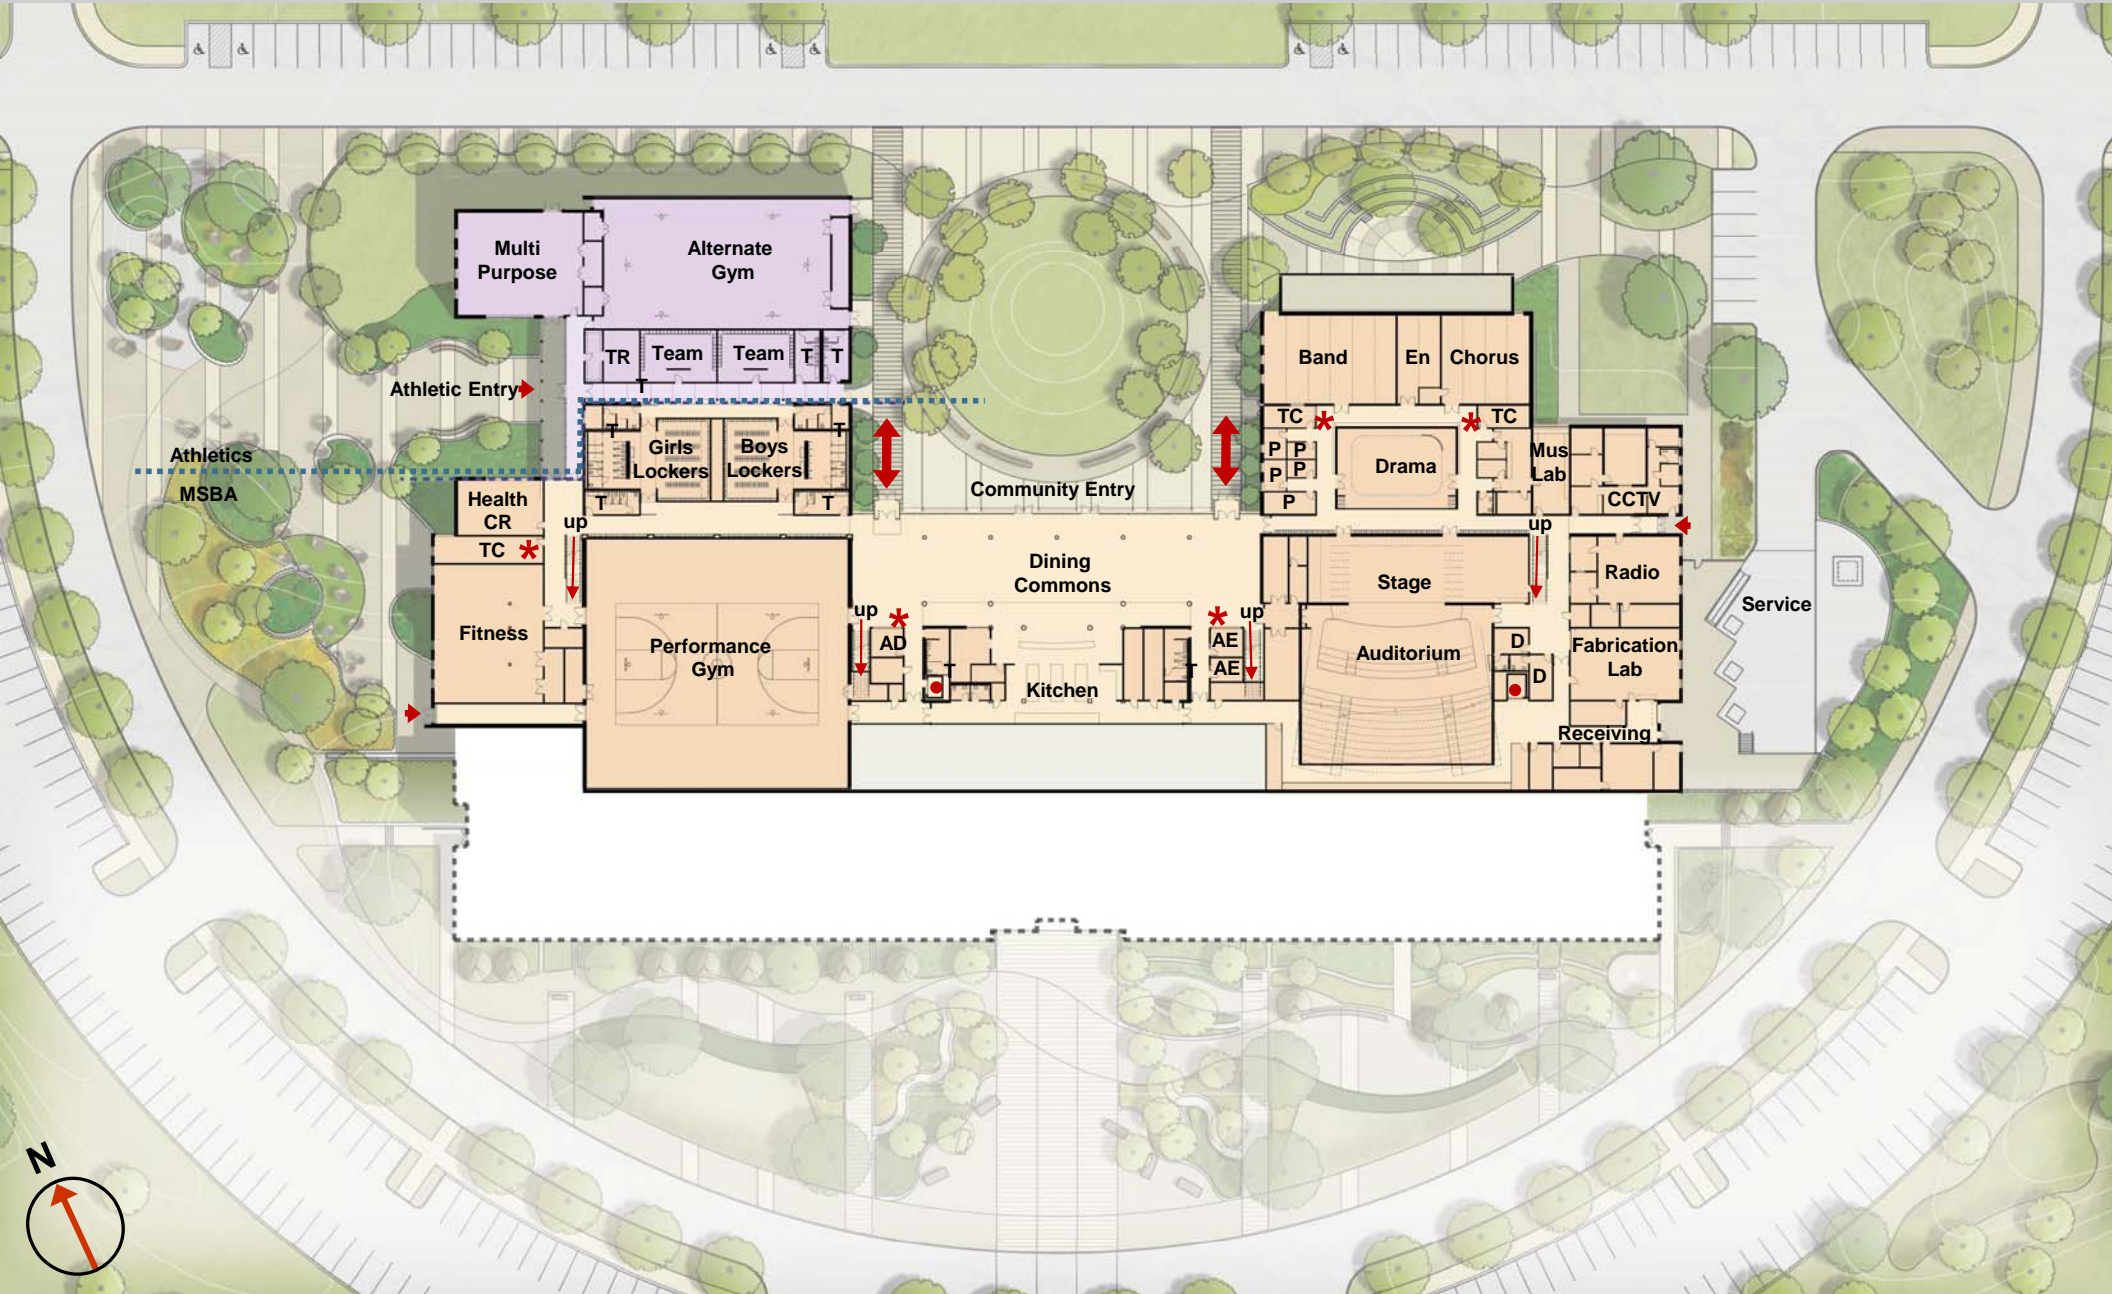 Multi
Purpose
Alternate
Gym
TR
Team
Team
T
T
Band
En
Chorus
Athletic Entry
T
TC
TC
Athletics
MSBA
T
Girls
Lockers
Boys
Lockers
T
P
P
P
P
P
Drama
Mus
Lab
CCTV
Community Entry
Health
CR
T
T
up
up
TC
Dining
Commons
Stage
Radio
Service
Fitness
Performance
Gym
up
AD
T
Kitchen
T
up
AE
AE
Auditorium
D
D
Fabrication
Lab
Receiving
N